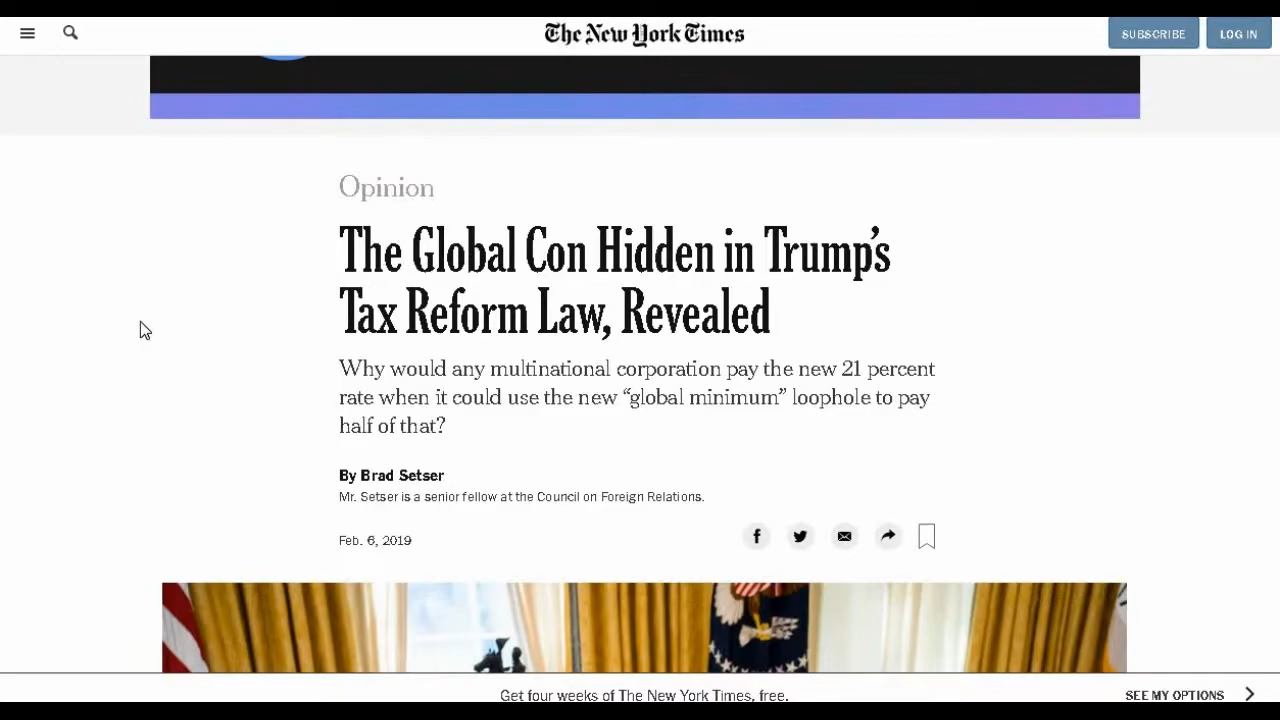 The New York Times
SUBSCRIBE
LOG IN
Opinion
The Global Con Hidden in Trump’s
Tax Reform Law, Revealed
Why would any multinational corporation pay the new 21 percent
rate when it could use the new “global minimum” loophole to pay
half of that?
By Brad Setser
Mr. Setser is a senior fellow at the Council on Foreign Relations.
Feb. 6, 2019
Get four weeks of The New York Times, free.
SEE MY OPTIONS